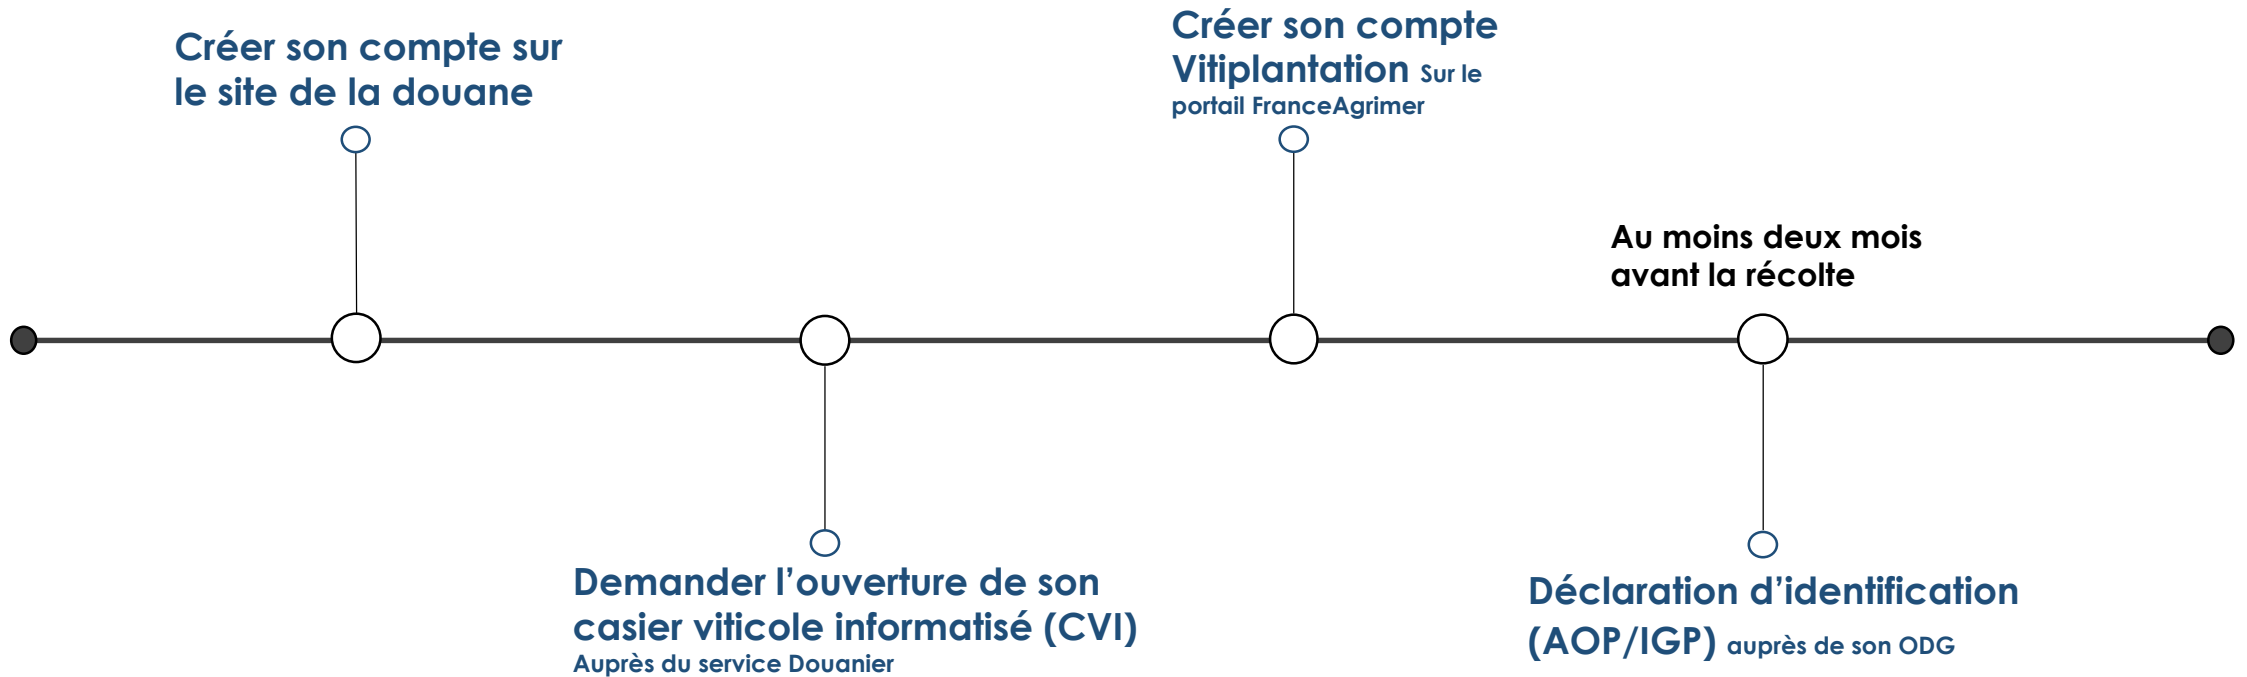 Créer son compte sur
le site de la douane
Créer son compte
Vitiplantation Sur le
portail FranceAgrimer
Au moins deux mois
avant la récolte
Demander l’ouverture de son
casier viticole informatisé (CVI)
Auprès du service Douanier
Déclaration d’identification
(AOP/IGP) auprès de son ODG